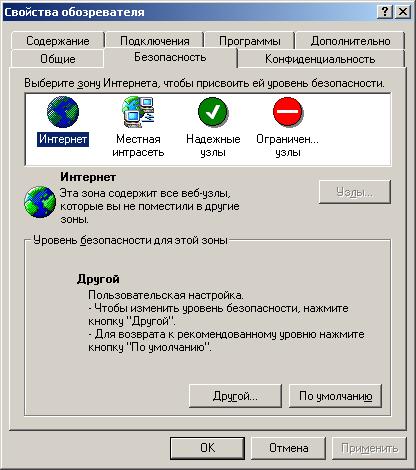 Свойства обозревателя
Содержание Подключения Программы Дополнительно
Общие Безопасность Конфиденциальность
Выберите зону Интернета, чтобы присвоить ей уровень безопасности.
Интернет Местная интрасеть Надежные узлы Ограничен... узлы
Интернет
Эта зона содержит все веб-узлы,
которые вы не поместили в другие
зоны.
Узлы...
Уровень безопасности для этой зоны
Другой
Пользовательская настройка.
- Чтобы изменить уровень безопасности, нажмите
кнопку "Другой".
- Для возврата к рекомендованному уровню нажмите
кнопку "По умолчанию".
Другой... По умолчанию
OK Отмена Применить